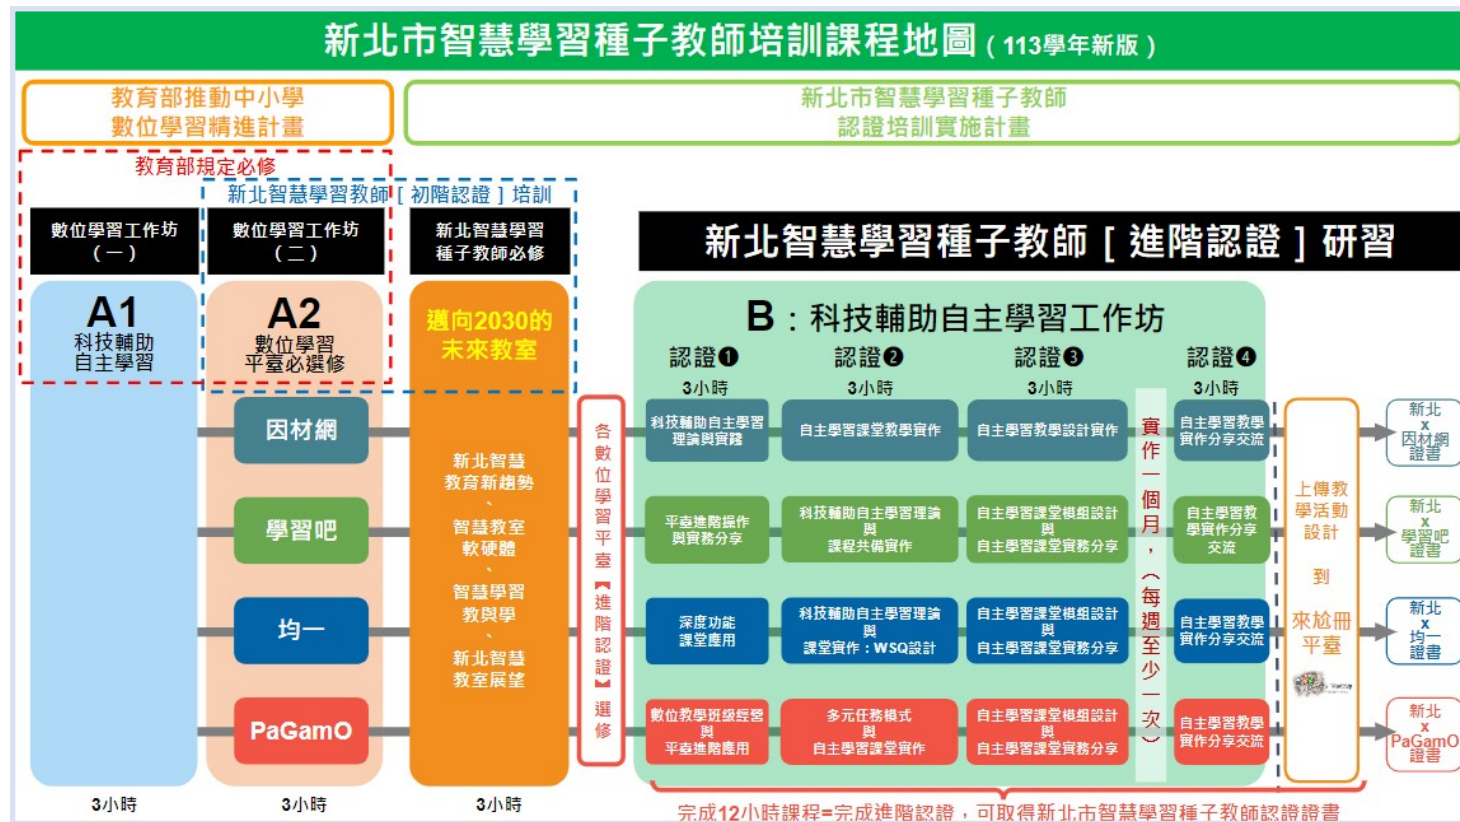 新北市智慧學習種子教師培訓課程地圖（113學年新版）
教育部推動中小學
數位學習精進計畫
新北市智慧學習種子教師
認證培訓實施計畫
教育部規定必修
新北智慧學習教師［初階認證］培訓
數位學習工作坊
（一）
數位學習工作坊
（二）
新北智慧學習
種子教師必修
新北智慧學習種子教師［進階認證］研習
A1
科技輔助
自主學習
3小時
A2
數位學習
平臺必選修
因材網
學習吧
均一
PaGamO
3小時
邁向2030的
未來教室
新北智慧
教育新趨勢
、
智慧教室
軟硬體
、
智慧學習
教與學
、
新北智慧
教室展望
3小時
各數位學習平臺【進階認證】選修
B：科技輔助自主學習工作坊
認證❶
3小時
認證❷
3小時
認證❸
3小時
認證❹
3小時
科技輔助自主學習
理論與實踐
自主學習課堂教學實作
自主學習教學設計實作
自主學習教學
實作分享交流
平臺進階操作
與實務分享
科技輔助自主學習理論
與
課程共備實作
自主學習課堂模組設計
與
自主學習課堂實務分享
自主學習教
學實作分享
交流
深度功能
課堂應用
科技輔助自主學習理論
與
課堂實作：WSQ設計
自主學習課堂模組設計
與
自主學習課堂實務分享
自主學習教學
實作分享交流
數位教學班級經營
與
平臺進階應用
多元任務模式
與
自主學習課堂實作
自主學習課堂模組設計
與
自主學習課堂實務分享
自主學習教學
實作分享交流
實作一個月，（每週至少一次）
上傳教
學活動
設計
到
來尬冊
平臺
新北
x
因材網
證書
新北
x
學習吧
證書
新北
x
均一
證書
新北
x
PaGamO
證書
完成12小時課程=完成進階認證，可取得新北市智慧學習種子教師認證證書